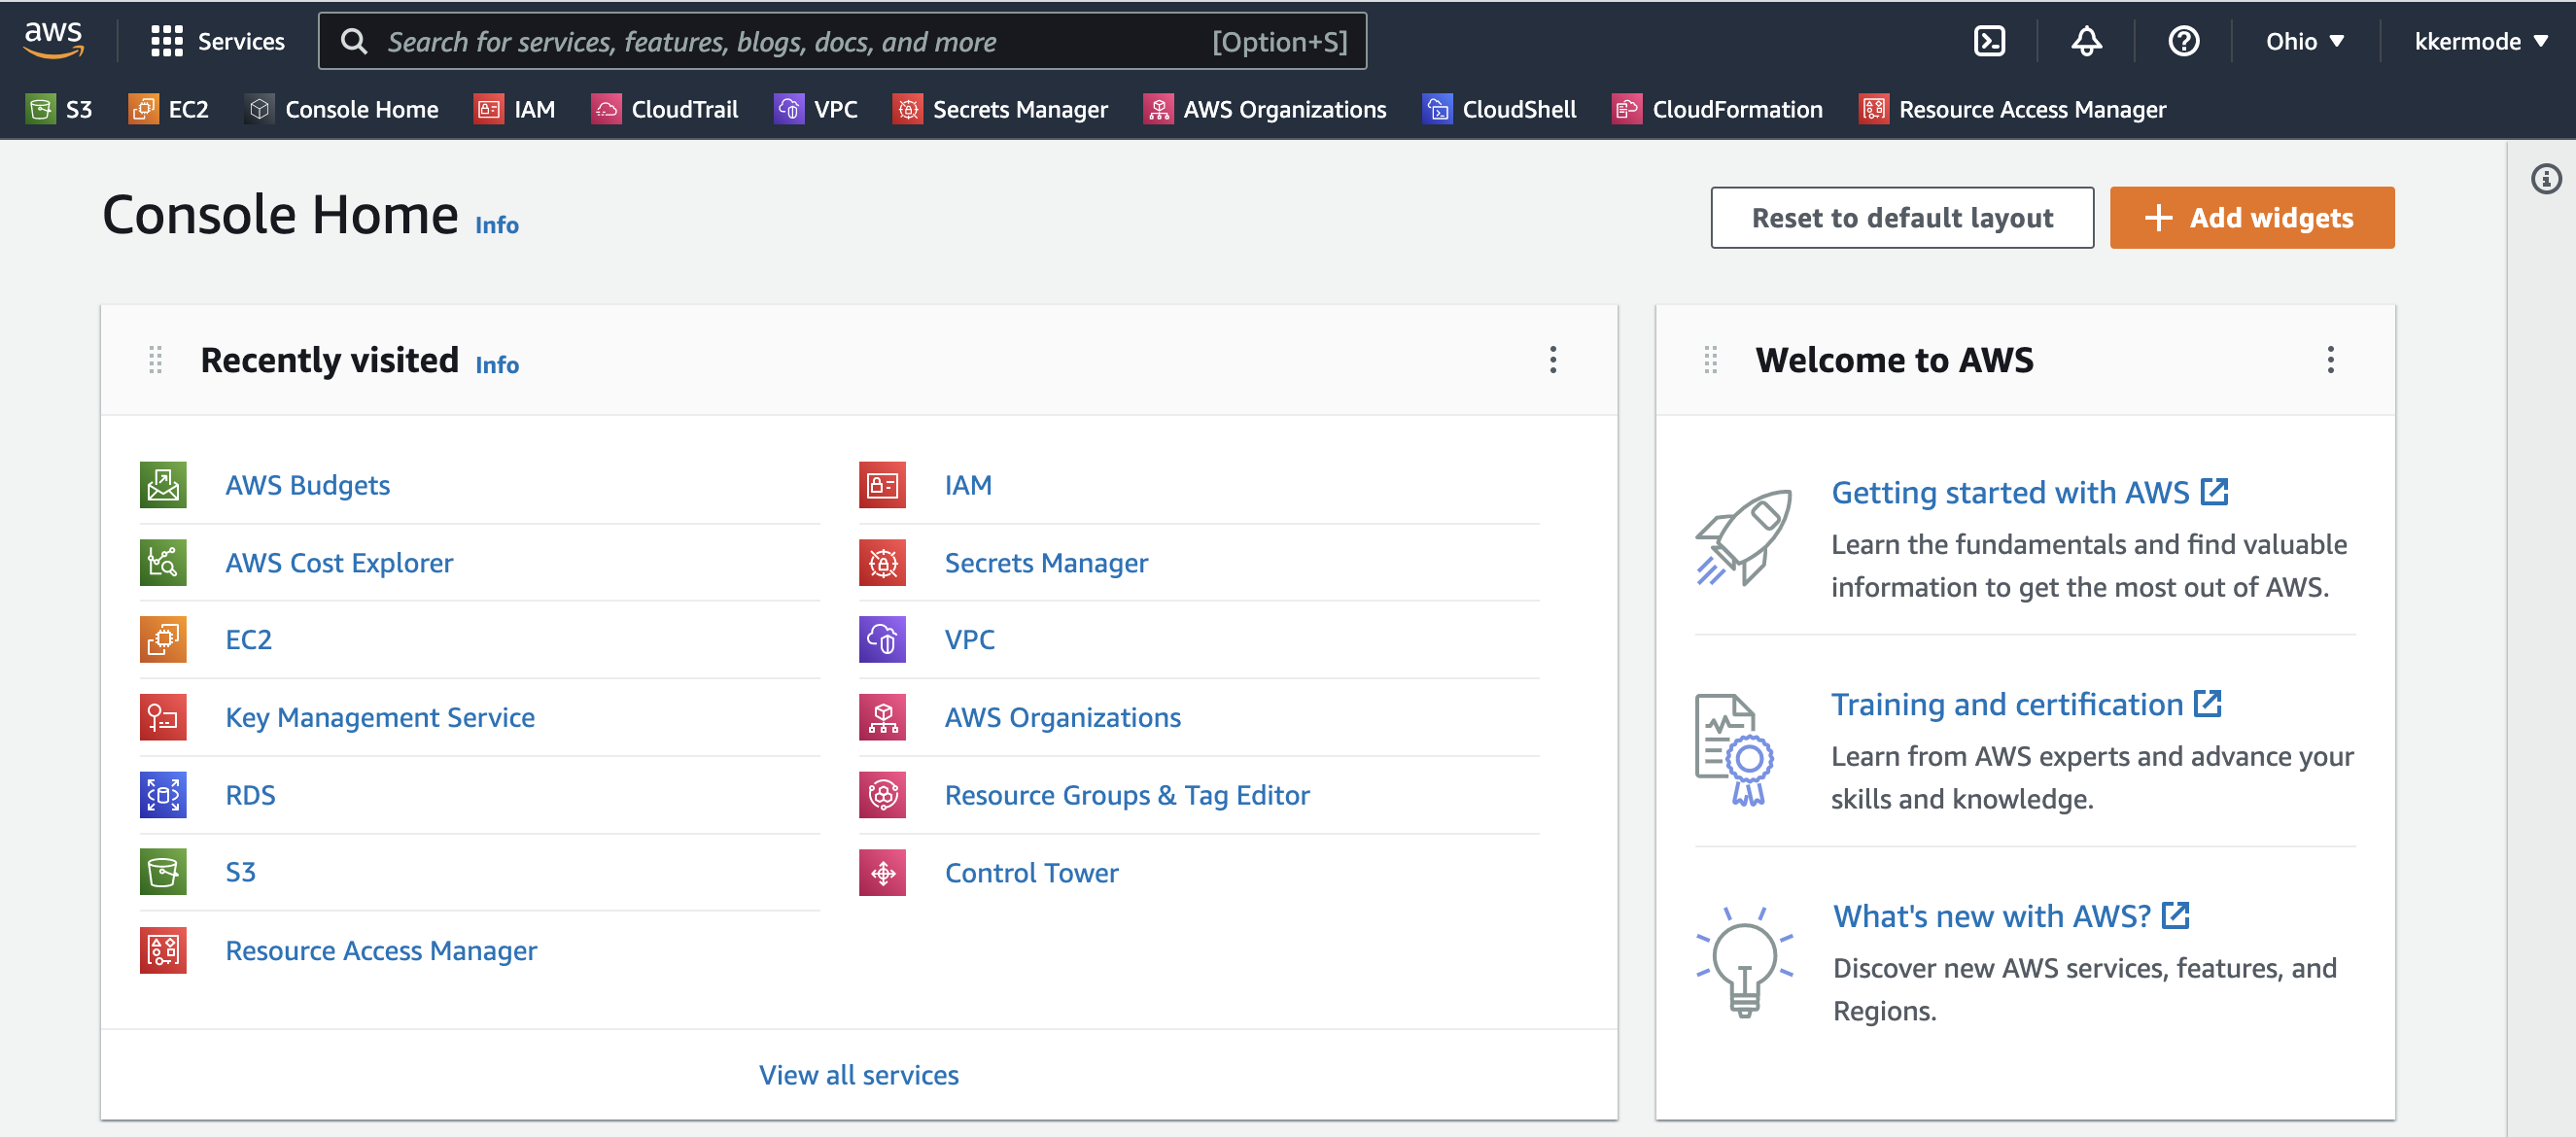 aws
Services
Search for services, features, blogs, docs, and more
[Option+S]
Ohio
kkermode
S3
EC2
Console Home
IAM
CloudTrail
VPC
Secrets Manager
AWS Organizations
CloudShell
CloudFormation
Resource Access Manager
Console Home Info
Reset to default layout
Add widgets
Recently visited Info
AWS Budgets
AWS Cost Explorer
EC2
Key Management Service
RDS
S3
Resource Access Manager
IAM
Secrets Manager
VPC
AWS Organizations
Resource Groups & Tag Editor
Control Tower
View all services
Welcome to AWS
Getting started with AWS
Learn the fundamentals and find valuable
information to get the most out of AWS.
Training and certification
Learn from AWS experts and advance your
skills and knowledge.
What's new with AWS?
Discover new AWS services, features, and
Regions.